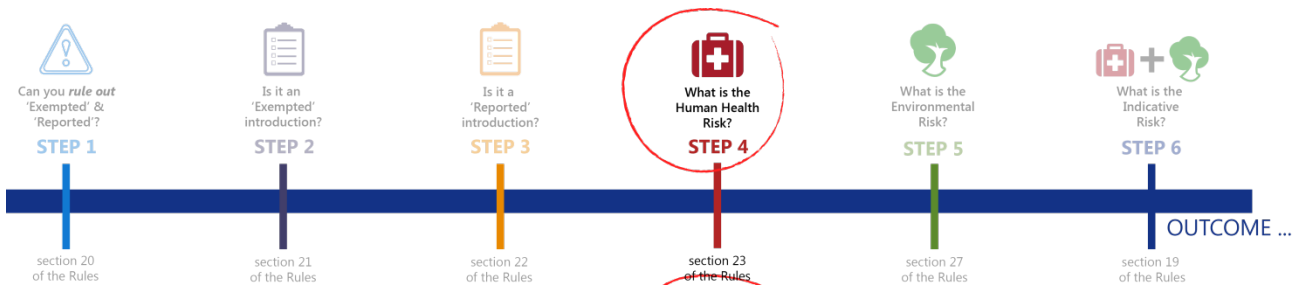 Can you rule out
'Exempted' &
'Reported'?
STEP 1
section 20
of the Rules
Is it an
'Exempted'
introduction?
STEP 2
section 21
of the Rules
Is it a
'Reported'
introduction?
STEP 3
section 22
of the Rules
What is the
Human Health
Risk?
STEP 4
section 23
of the Rules
What is the
Environmental
Risk?
STEP 5
section 27
of the Rules
What is the
Indicative
Risk?
STEP 6
section 19
of the Rules
OUTCOME ...